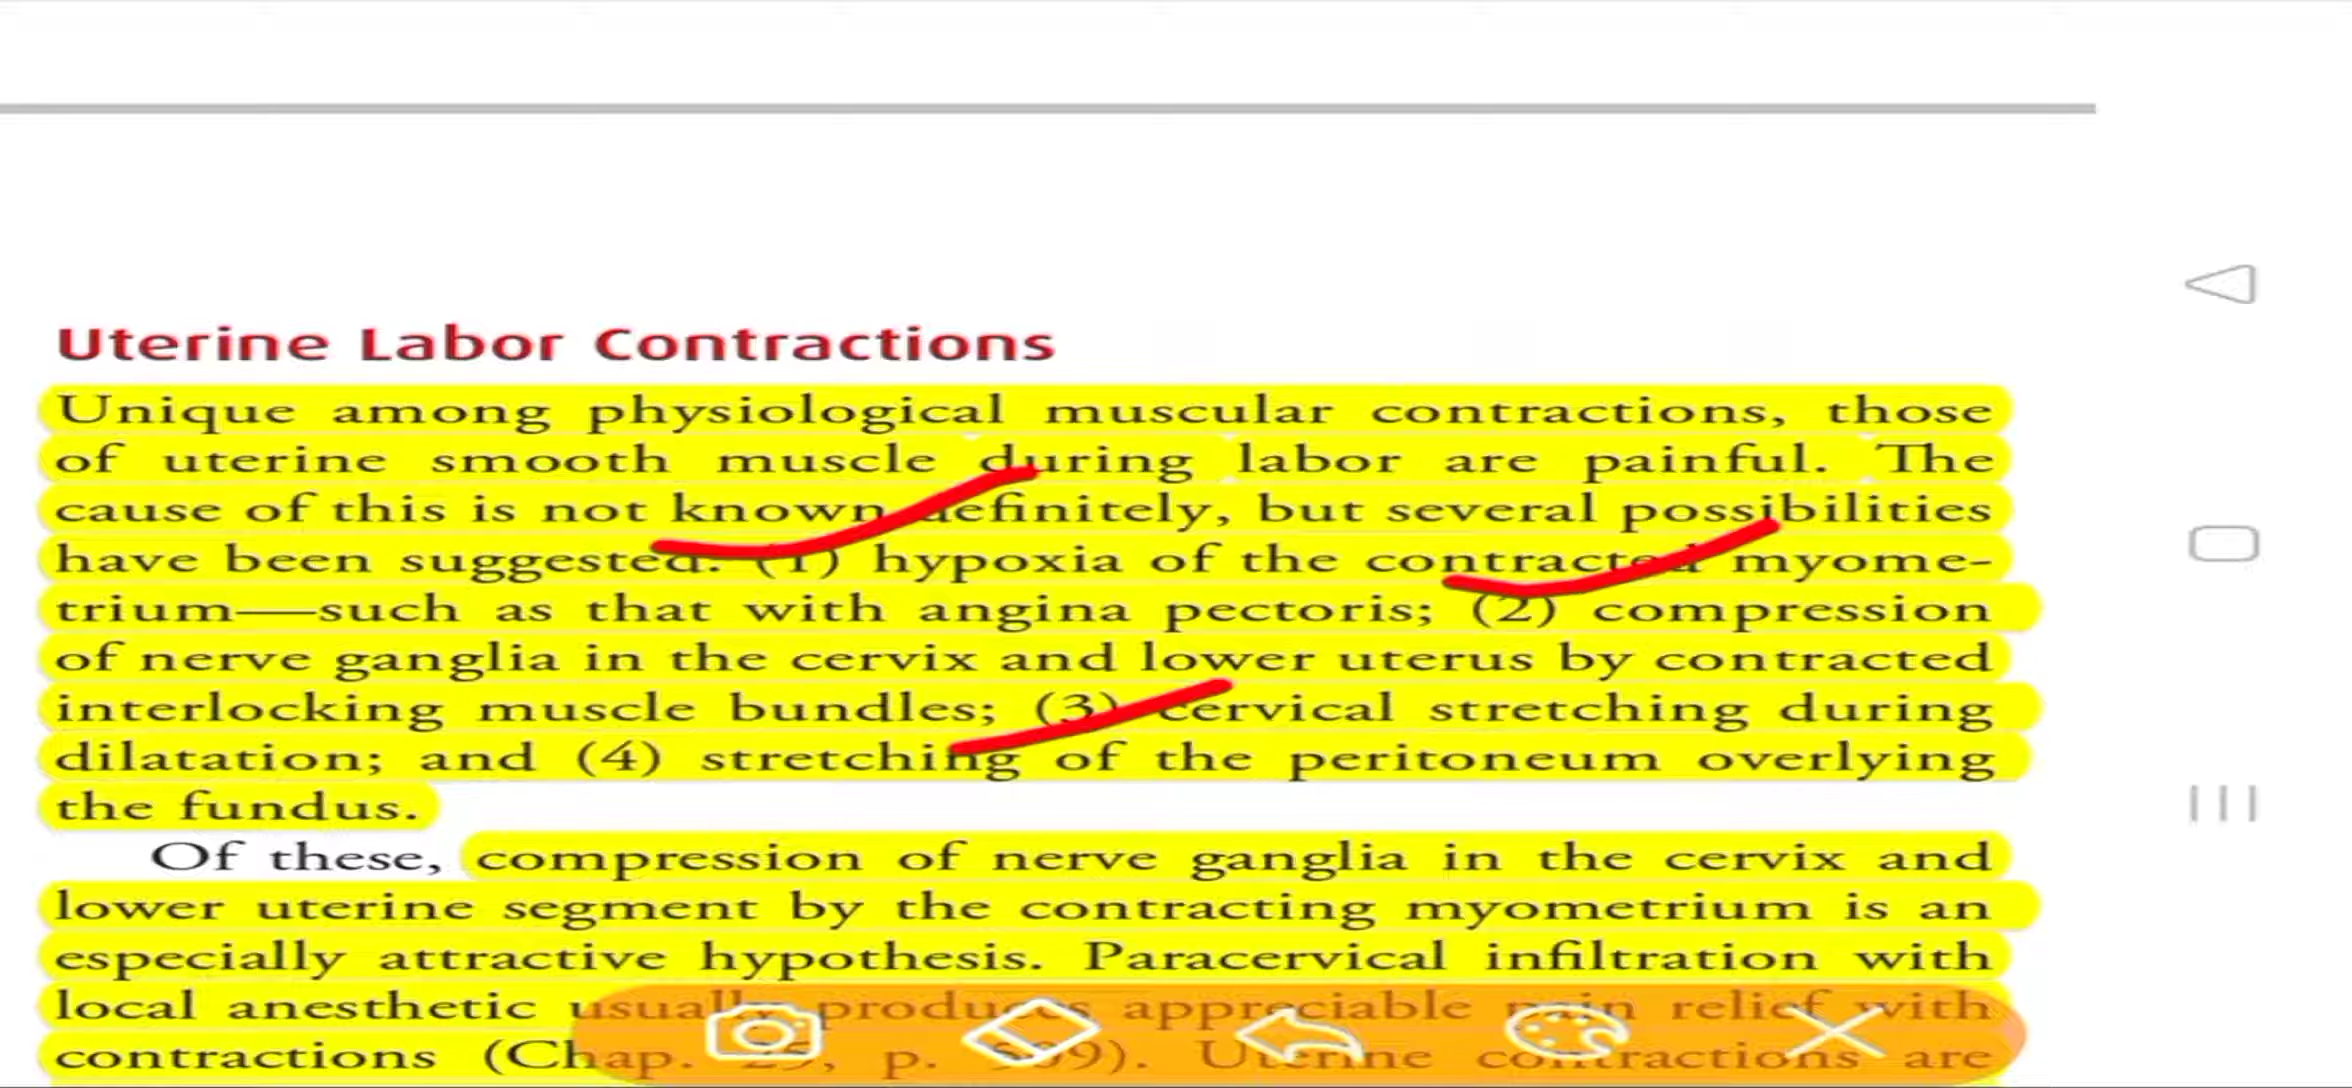 Uterine Labor Contractions
Unique among physiological muscular contractions, those
of uterine smooth muscle during labor are painful. The
cause of this is not known definitely, but several possibilities
have been suggested: (1) hypoxia of the contracted myome-
trium—such as that with angina pectoris; (2) compression
of nerve ganglia in the cervix and lower uterus by contracted
interlocking muscle bundles; (3) cervical stretching during
dilatation; and (4) stretching of the peritoneum overlying
the fundus.
Of these, compression of nerve ganglia in the cervix and
lower uterine segment by the contracting myometrium is an
especially attractive hypothesis. Paracervical infiltration with
local anesthetic usually produces appreciable pain relief with
contractions (Chap. 25, p. 509). Uterine contractions are